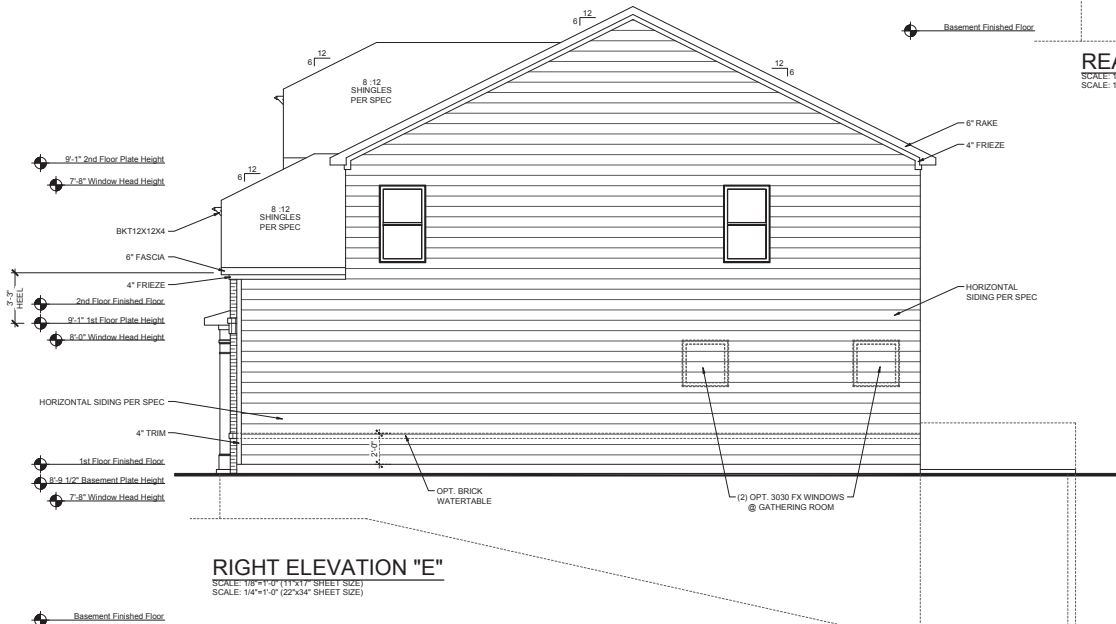 12
6
12
6
12
6
12
6
8 :12
SHINGLES
PER SPEC
Basement Finished Floor
REA
SCALE: 1
SCALE: 1
6" RAKE
4" FRIEZE
9'-1" 2nd Floor Plate Height
7'-8" Window Head Height
8 :12
SHINGLES
PER SPEC
BKT12X12X4
6" FASCIA
4" FRIEZE
3'-3"
HEEL
2nd Floor Finished Floor
9'-1" 1st Floor Plate Height
8'-0" Window Head Height
HORIZONTAL
SIDING PER SPEC
HORIZONTAL SIDING PER SPEC
4" TRIM
2'-0"
1st Floor Finished Floor
8'-9 1/2" Basement Plate Height
7'-8" Window Head Height
OPT. BRICK
WATERTABLE
(2) OPT. 3030 FX WINDOWS
@ GATHERING ROOM
RIGHT ELEVATION "E"
SCALE: 1/8"=1'-0" (11"x17" SHEET SIZE)
SCALE: 1/4"=1'-0" (22"x34" SHEET SIZE)
Basement Finished Floor